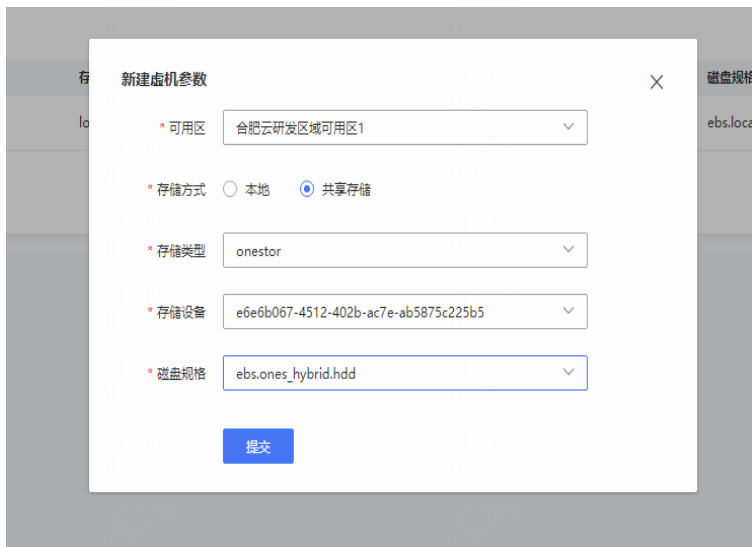 存
新建虚机参数
磁盘规格
lo
* 可用区 合肥云研发区域可用区1
ebs.loca
* 存储方式 本地 共享存储
* 存储类型 onestor
* 存储设备 e6e6b067-4512-402b-ac7e-ab5875c225b5
* 磁盘规格 ebs.ones_hybrid.hdd
提交